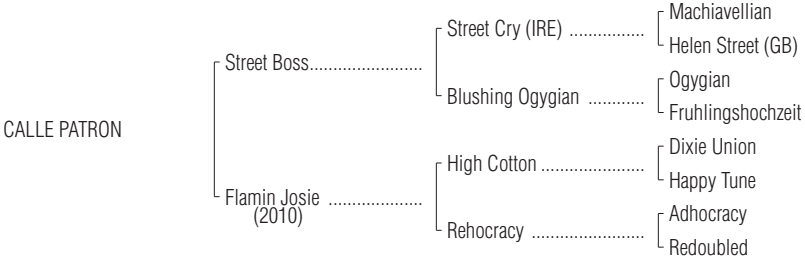 Machiavellian
Street Cry (IRE) ................
Helen Street (GB)
Street Boss........................
Ogygian
Blushing Ogygian ............
Fruhlingshochzeit
CALLE PATRON
Dixie Union
High Cotton ......................
Happy Tune
Flamin Josie ....................
(2010)
Adhocracy
Rehocracy ........................
Redoubled